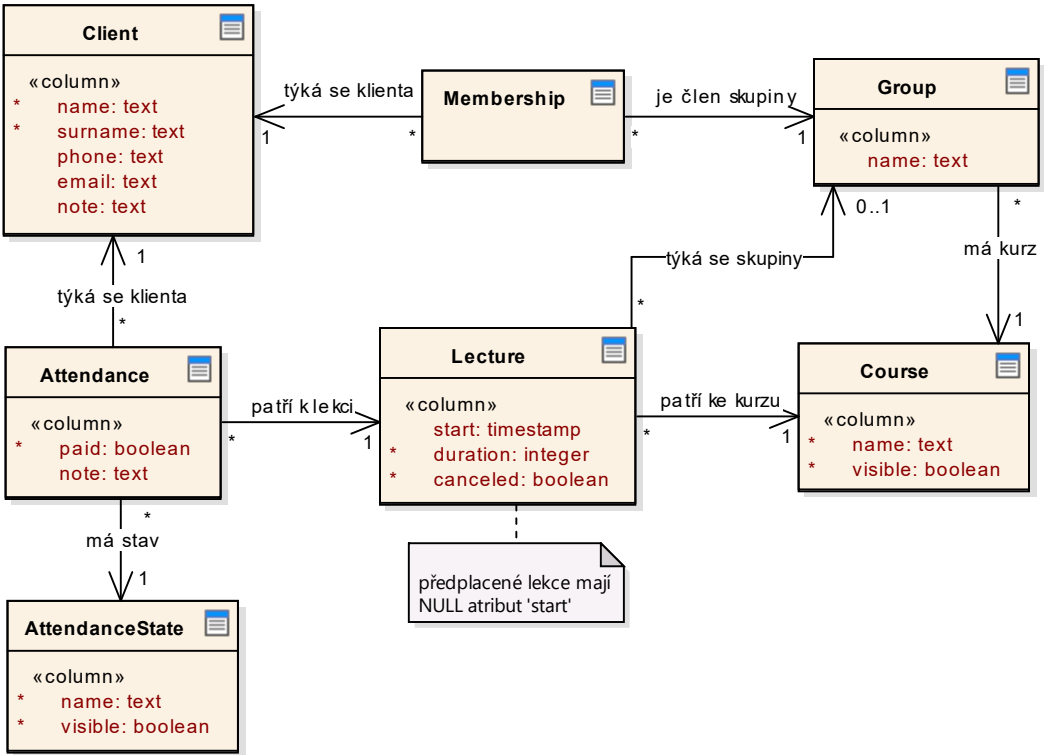 Client
«column»
* name: text
* surname: text
phone: text
email: text
note: text
týká se klienta
1
*
Membership
je člen skupiny
*
1
Group
«column»
name: text
týká se klienta
1
*
týká se skupiny
0..1
*
má kurz
*
1
Attendance
«column»
* paid: boolean
note: text
patří k lekci
*
1
Lecture
«column»
start: timestamp
* duration: integer
* canceled: boolean
patří ke kurzu
*
1
Course
«column»
* name: text
* visible: boolean
má stav
*
1
předplacené lekce mají
NULL atribut 'start'
AttendanceState
«column»
* name: text
* visible: boolean